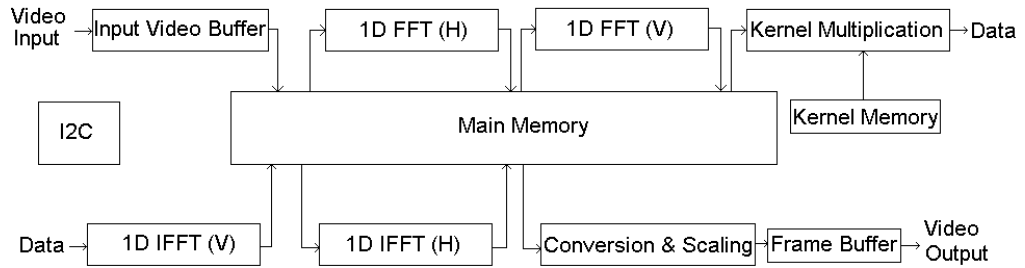 Video
Input
Input Video Buffer
1D FFT (H)
1D FFT (V)
Kernel Multiplication
Data
I2C
Main Memory
Kernel Memory
Data
1D IFFT (V)
1D IFFT (H)
Conversion & Scaling
Frame Buffer
Video
Output